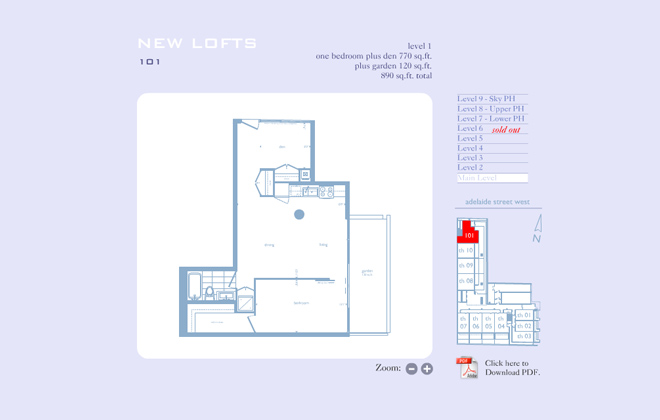 NEW LOFTS
101
level 1
one bedroom plus den 770 sq.ft.
plus garden 120 sq.ft.
890 sq.ft. total
Level 9 - Sky PH
Level 8 - Upper PH
Level 7 - Lower PH
Level 6 sold out
Level 5
Level 4
Level 3
Level 2
Main Level
adelaide street west
N
101
th 10
th 09
th 08
th 07
th 06
th 05
th 04
th 01
th 02
th 03
den
dining
living
bedroom
garden
Zoom:
PDF
Adobe
Click here to
Download PDF.